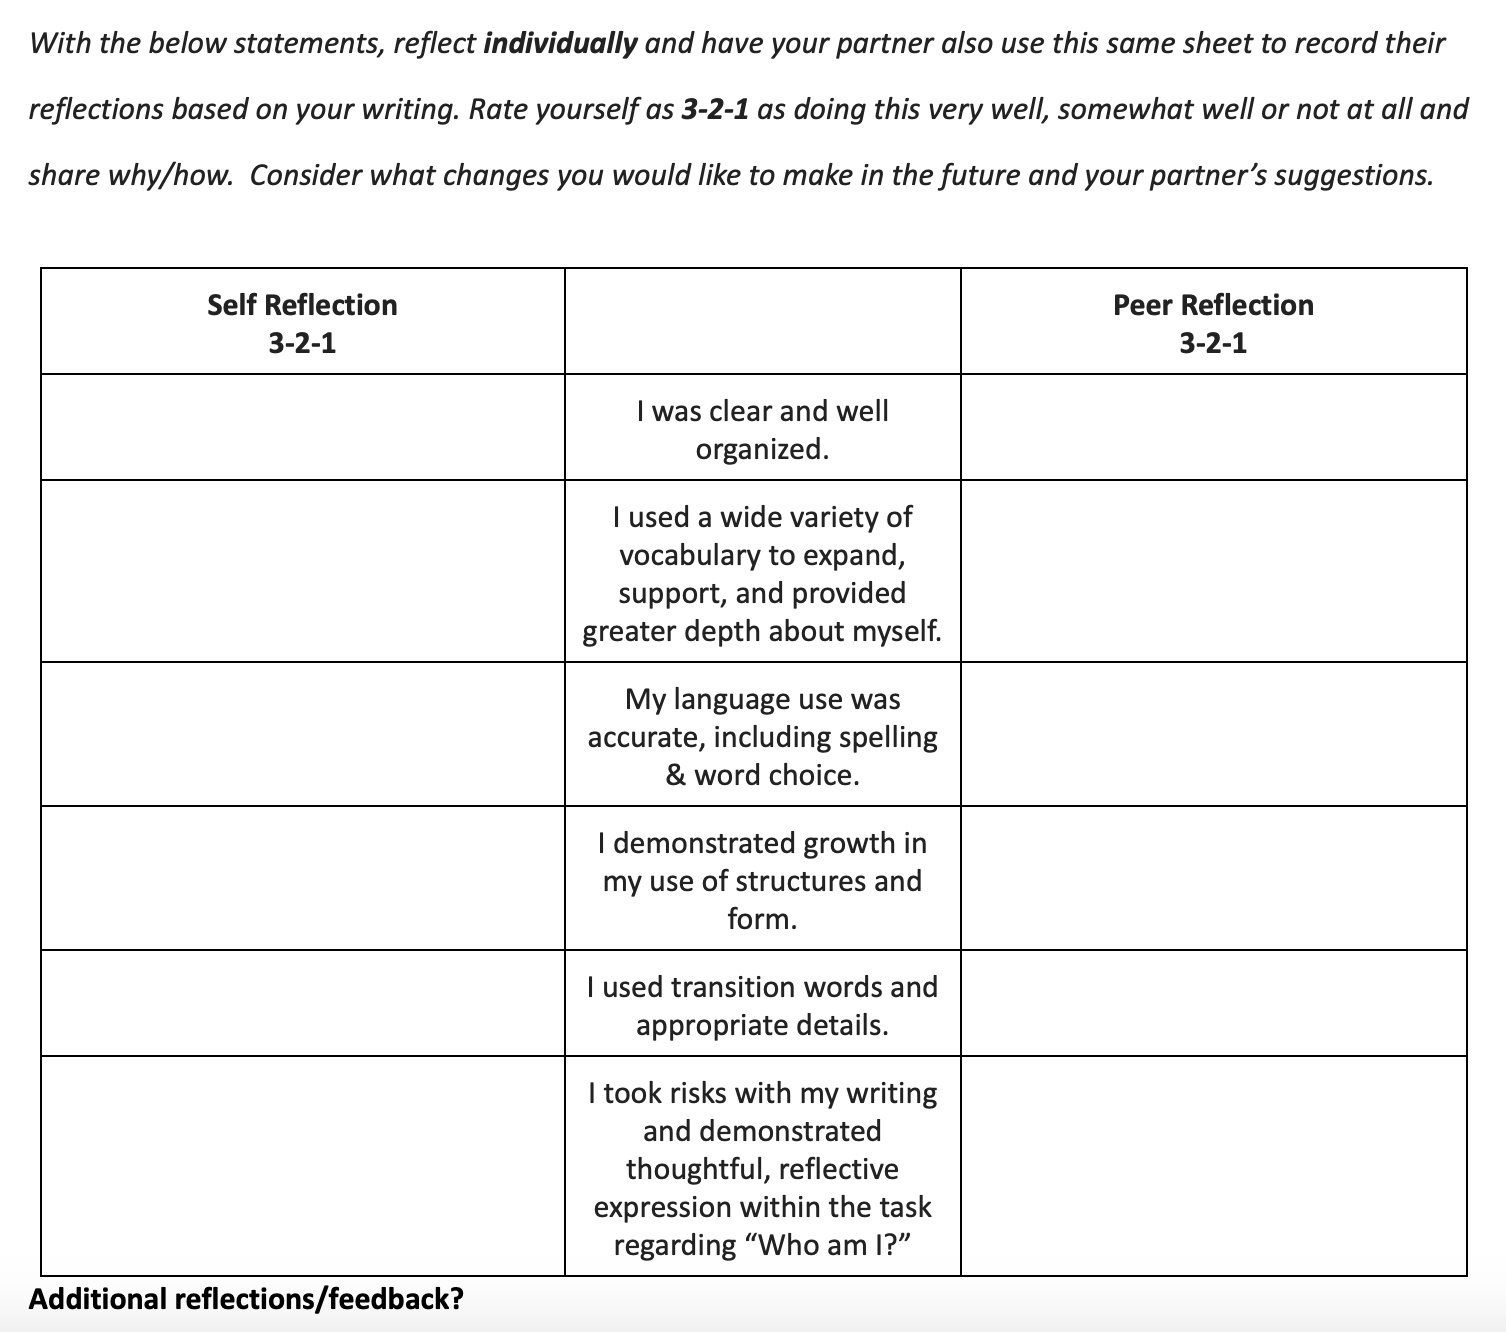 With the below statements, reflect individually and have your partner also use this same sheet to record their
reflections based on your writing. Rate yourself as 3-2-1 as doing this very well, somewhat well or not at all and
share why/how.  Consider what changes you would like to make in the future and your partner’s suggestions.
Self Reflection
3-2-1
Peer Reflection
3-2-1
I was clear and well
organized.
I used a wide variety of
vocabulary to expand,
support, and provided
greater depth about myself.
My language use was
accurate, including spelling
& word choice.
I demonstrated growth in
my use of structures and
form.
I used transition words and
appropriate details.
I took risks with my writing
and demonstrated
thoughtful, reflective
expression within the task
regarding “Who am I?”
Additional reflections/feedback?